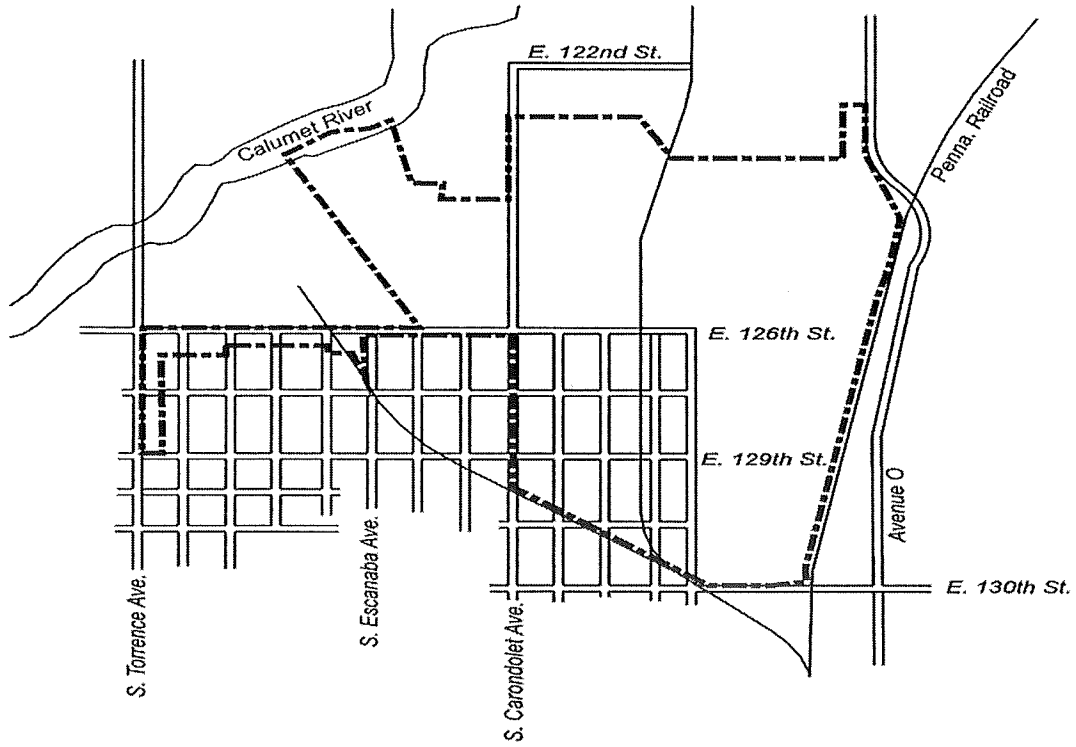 E. 122nd St.
Calumet River
Penna. Railroad
E. 126th St.
E. 129th St.
Avenue O
S. Escanaba Ave.
E. 130th St.
S. Torrence Ave.
S. Carondolet Ave.